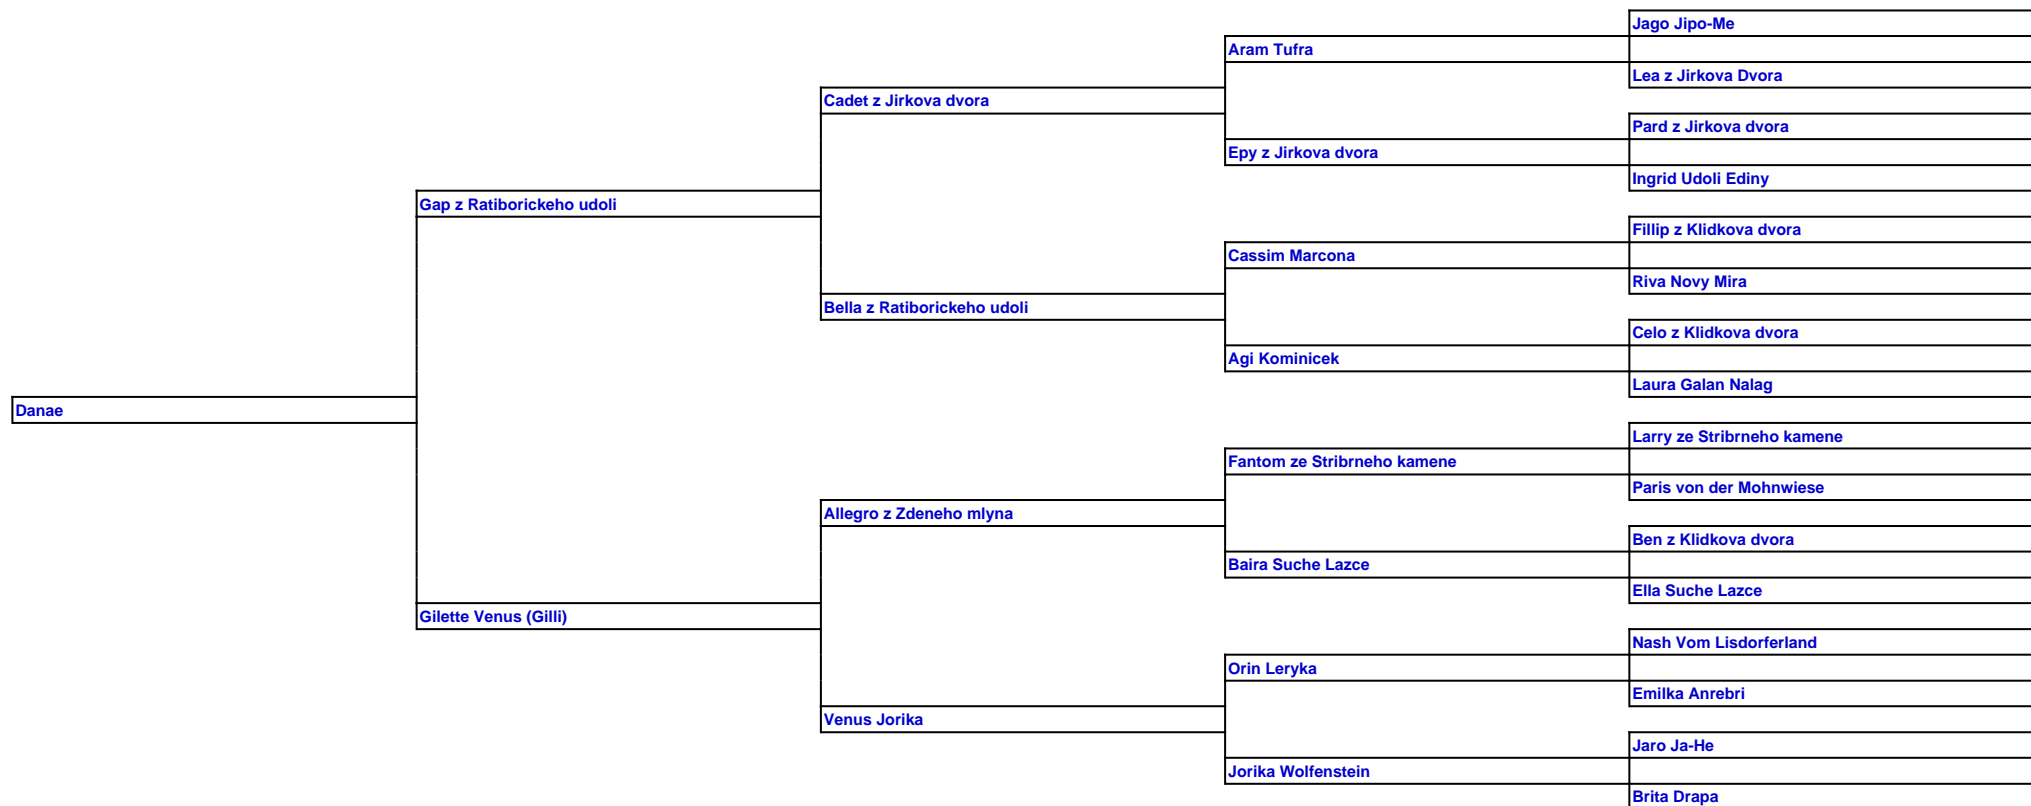 Jago Jipo-Me
Aram Tufra
Lea z Jirkova Dvora
Cadet z Jirkova dvora
Pard z Jirkova dvora
Epy z Jirkova dvora
Ingrid Udoli Ediny
Gap z Ratiborickeho udoli
Fillip z Klidkova dvora
Cassim Marcona
Riva Novy Mira
Bella z Ratiborickeho udoli
Celo z Klidkova dvora
Agi Kominicek
Laura Galan Nalag
Danae
Larry ze Stribrneho kamene
Fantom ze Stribrneho kamene
Paris von der Mohnwiese
Allegro z Zdeneho mlyna
Ben z Klidkova dvora
Baira Suche Lazce
Ella Suche Lazce
Gilette Venus (Gilli)
Nash Vom Lisdorferland
Orin Leryka
Emilka Anrebri
Venus Jorika
Jaro Ja-He
Jorika Wolfenstein
Brita Drapa